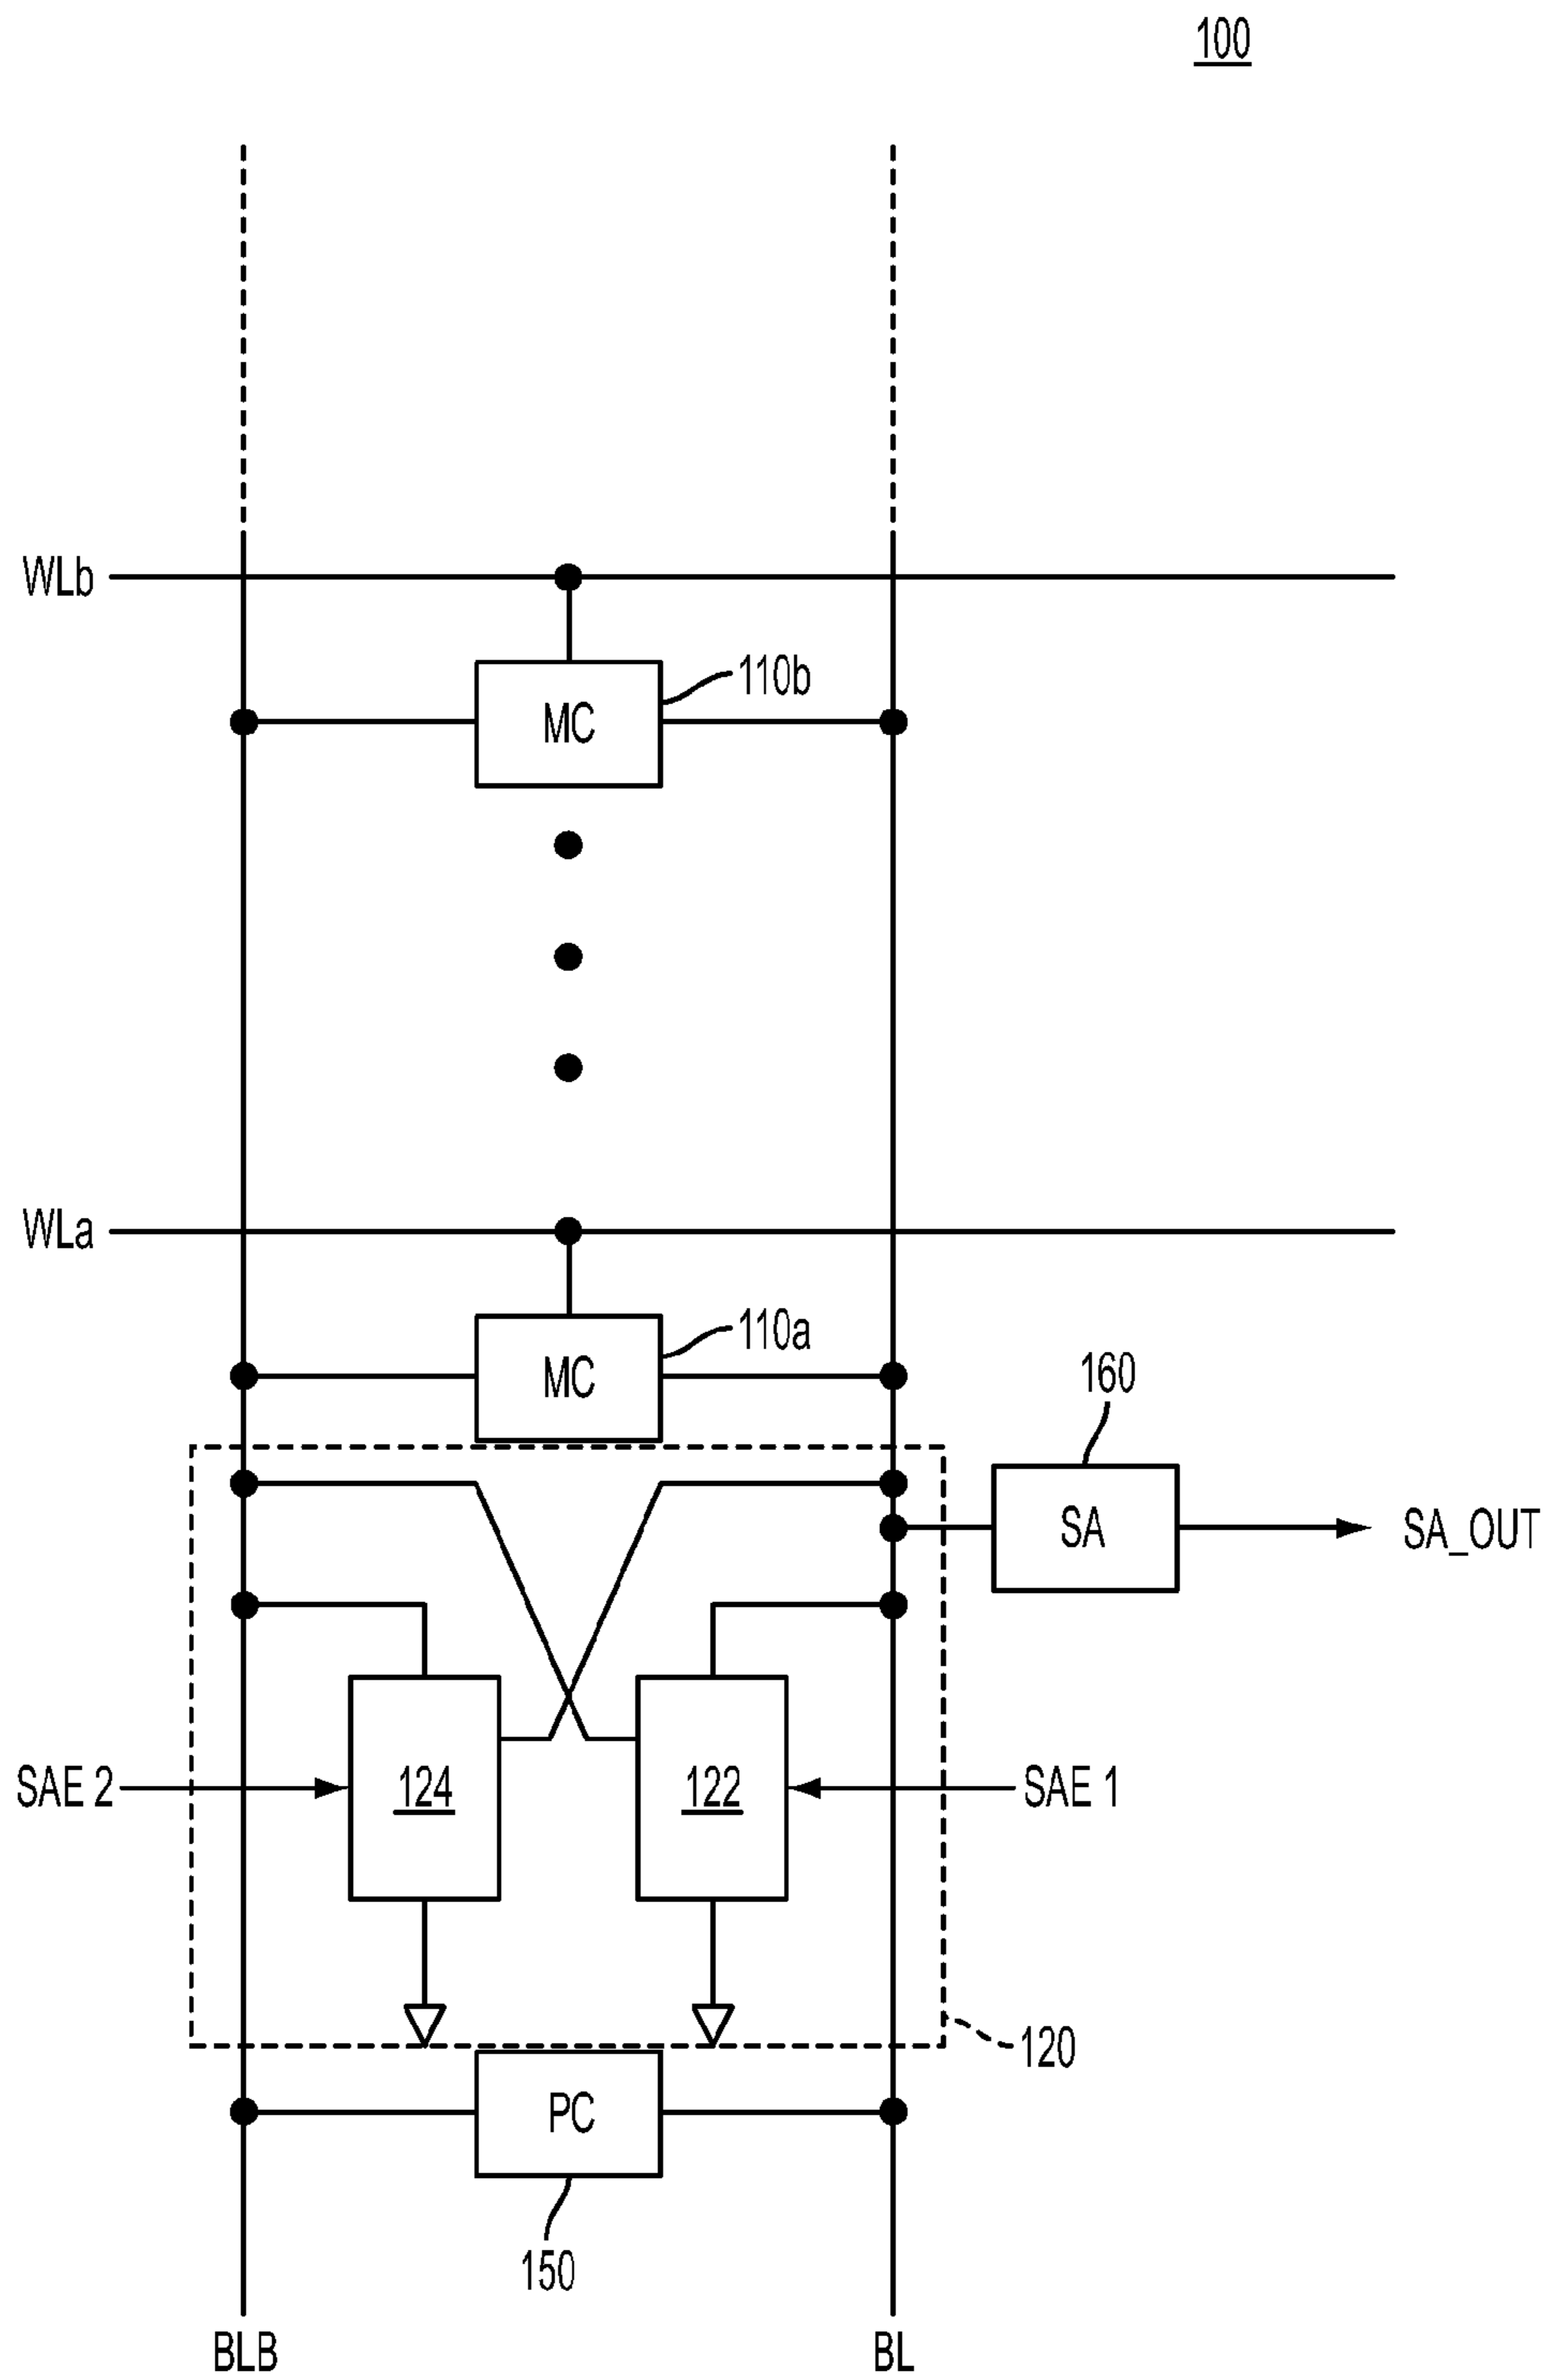 100
WLb
110b
MC
WLa
110a
MC
160
SA
SA_OUT
SAE 2
124
122
SAE 1
120
PC
150
BLB
BL